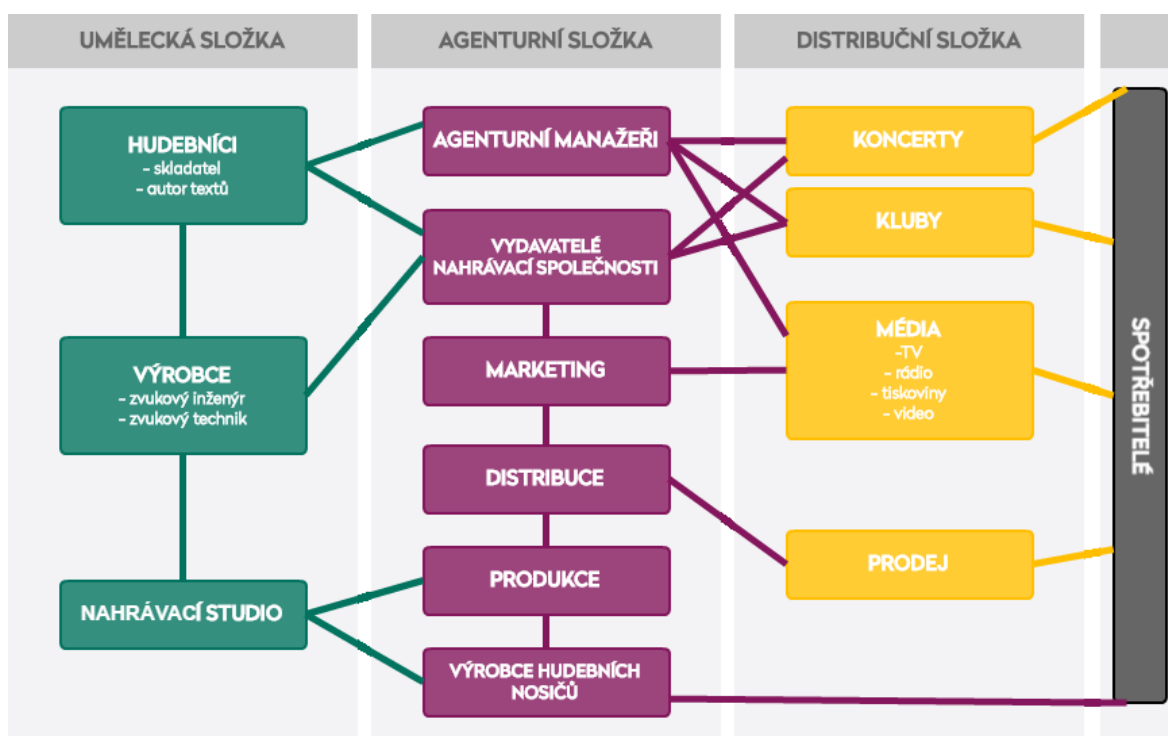 UMĚLECKÁ SLOŽKA
AGENTURNÍ SLOŽKA
DISTRIBUČNÍ SLOŽKA
HUDEBNÍCI
- skladatel
- autor textů
VÝROBCE
- zvukový inženýr
- zvukový technik
NAHRÁVACÍ STUDIO
AGENTURNÍ MANAŽEŘI
VYDAVATELÉ
NAHRÁVACÍ SPOLEČNOSTI
MARKETING
DISTRIBUCE
PRODUKCE
VÝROBCE HUDEBNÍCH
NOSIČŮ
KONCERTY
KLUBY
MÉDIA
-TV
- rádio
- tiskoviny
- video
PRODEJ
SPOTŘEBITELÉ